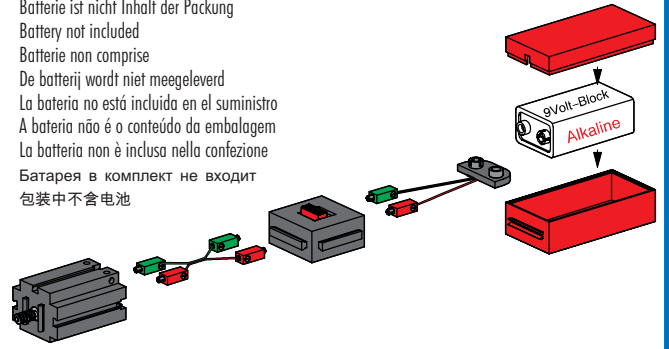 Batterie ist nicht Inhalt der Packung
Battery not included
Batterie non comprise
De batterij wordt niet meegeleverd
La bateria no está incluida en el suministro
A bateria não é o conteúdo da embalagem
La batteria non è inclusa nella confezione
Батарея в комплект не входит
包装中不含电池
9Volt-Block
Alkaline